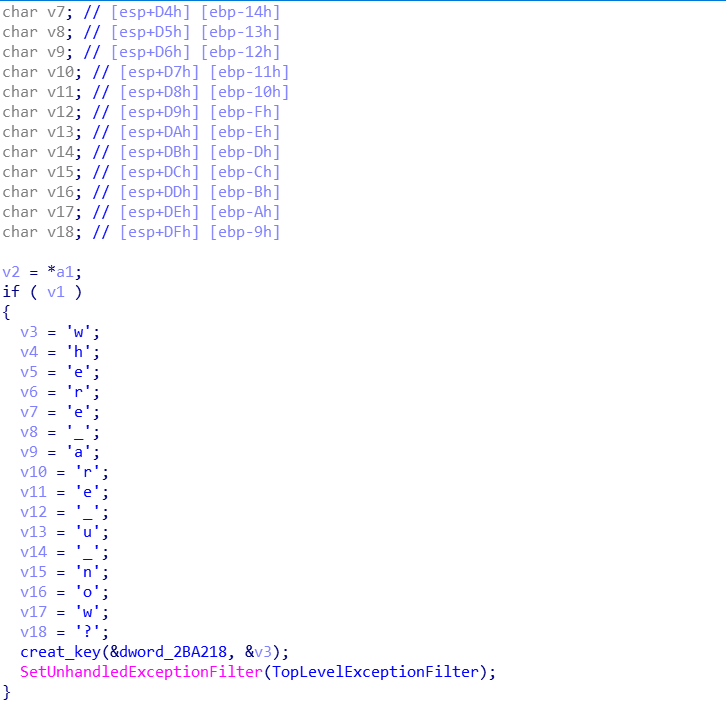 char v7; // [esp+D4h] [ebp-14h]
char v8; // [esp+D5h] [ebp-13h]
char v9; // [esp+D6h] [ebp-12h]
char v10; // [esp+D7h] [ebp-11h]
char v11; // [esp+D8h] [ebp-10h]
char v12; // [esp+D9h] [ebp-Fh]
char v13; // [esp+DAh] [ebp-Eh]
char v14; // [esp+DBh] [ebp-Dh]
char v15; // [esp+DCh] [ebp-Ch]
char v16; // [esp+DDh] [ebp-Bh]
char v17; // [esp+DEh] [ebp-Ah]
char v18; // [esp+DFh] [ebp-9h]

v2 = *a1;
if ( v1 )
{
  v3 = 'w';
  v4 = 'h';
  v5 = 'e';
  v6 = 'r';
  v7 = 'e';
  v8 = '_';
  v9 = 'a';
  v10 = 'r';
  v11 = 'e';
  v12 = '_';
  v13 = 'u';
  v14 = '_';
  v15 = 'n';
  v16 = 'o';
  v17 = 'w';
  v18 = '?';
  creat_key(&dword_2BA218, &v3);
  SetUnhandledExceptionFilter(TopLevelExceptionFilter);
}